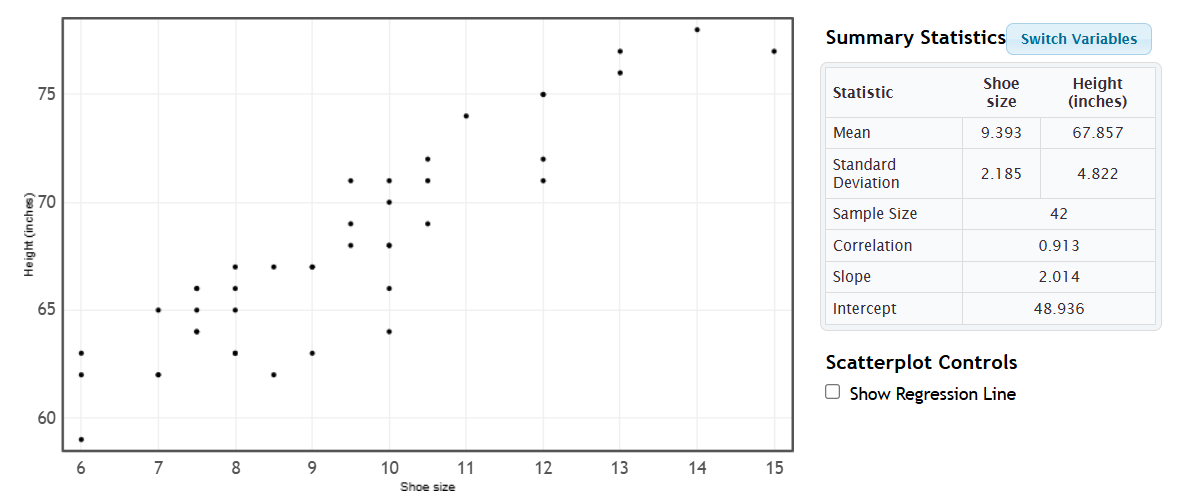 75
70
65
60
Height (inches)
6 7 8 9 10 11 12 13 14 15
Shoe size
Summary Statistics Switch Variables
Statistic Shoe size Height (inches)
Mean 9.393 67.857
Standard Deviation 2.185 4.822
Sample Size 42
Correlation 0.913
Slope 2.014
Intercept 48.936
Scatterplot Controls
Show Regression Line